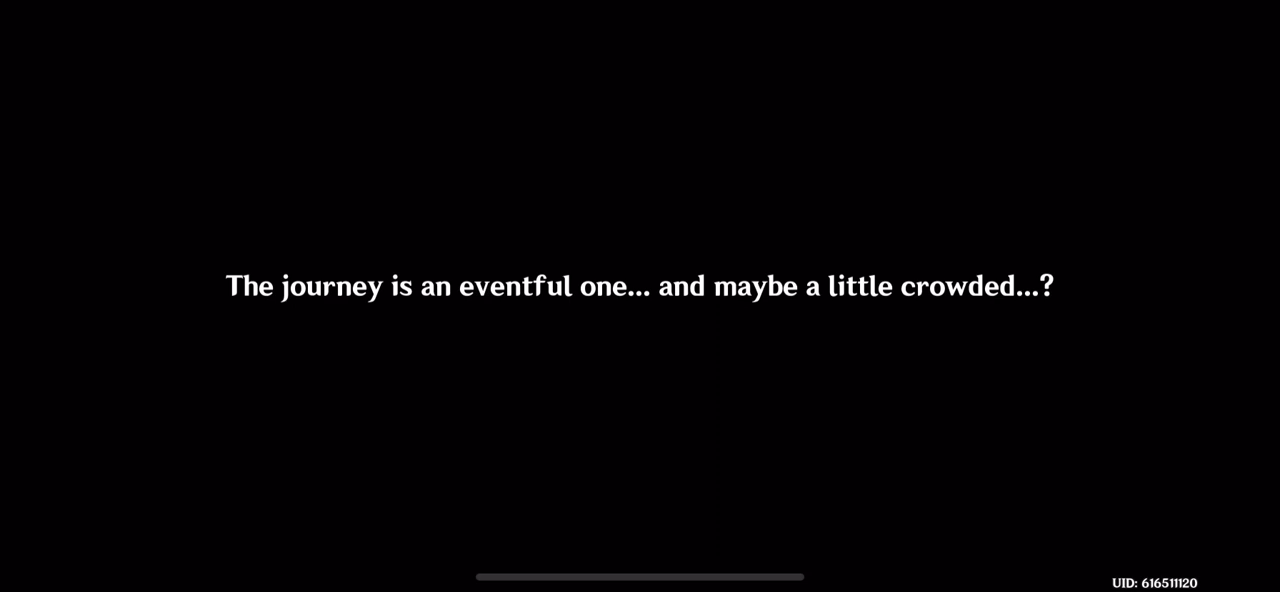 The journey is an eventful one... and maybe a little crowded...?
UID: 616511120